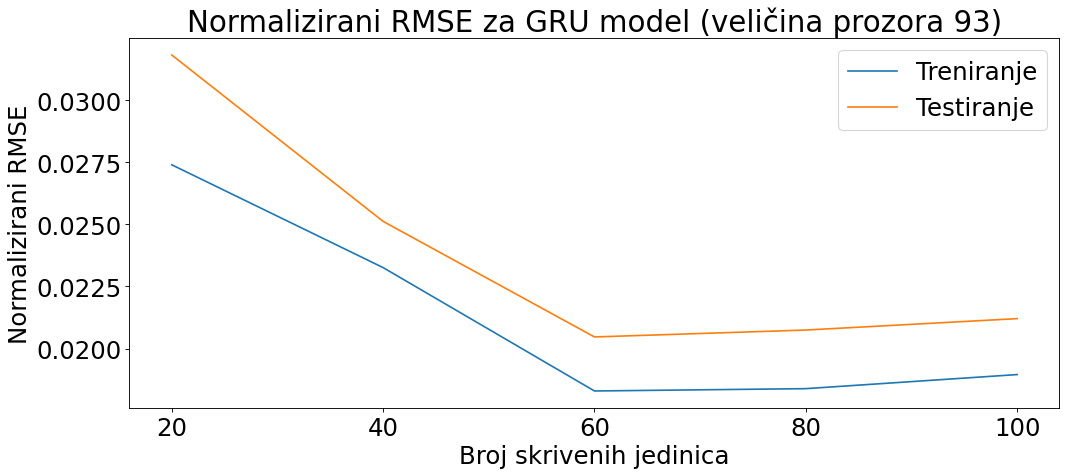 Normalizirani RMSE za GRU model (veličina prozora 93)
Treniranje
Testiranje
Normalizirani RMSE
0.0300
0.0275
0.0250
0.0225
0.0200
20 40 60 80 100
Broj skrivenih jedinica